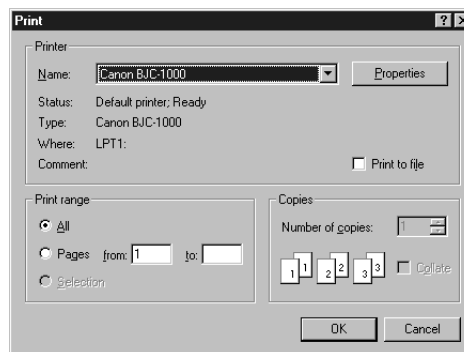 Print
Printer
Name: Canon BJC-1000 Properties
Status: Default printer; Ready
Type: Canon BJC-1000
Where: LPT1:
Comment: Print to file
Print range
All
Pages from: 1 to:
Selection
Copies
Number of copies: 1
1 1 2 2 3 3 Collate
OK Cancel